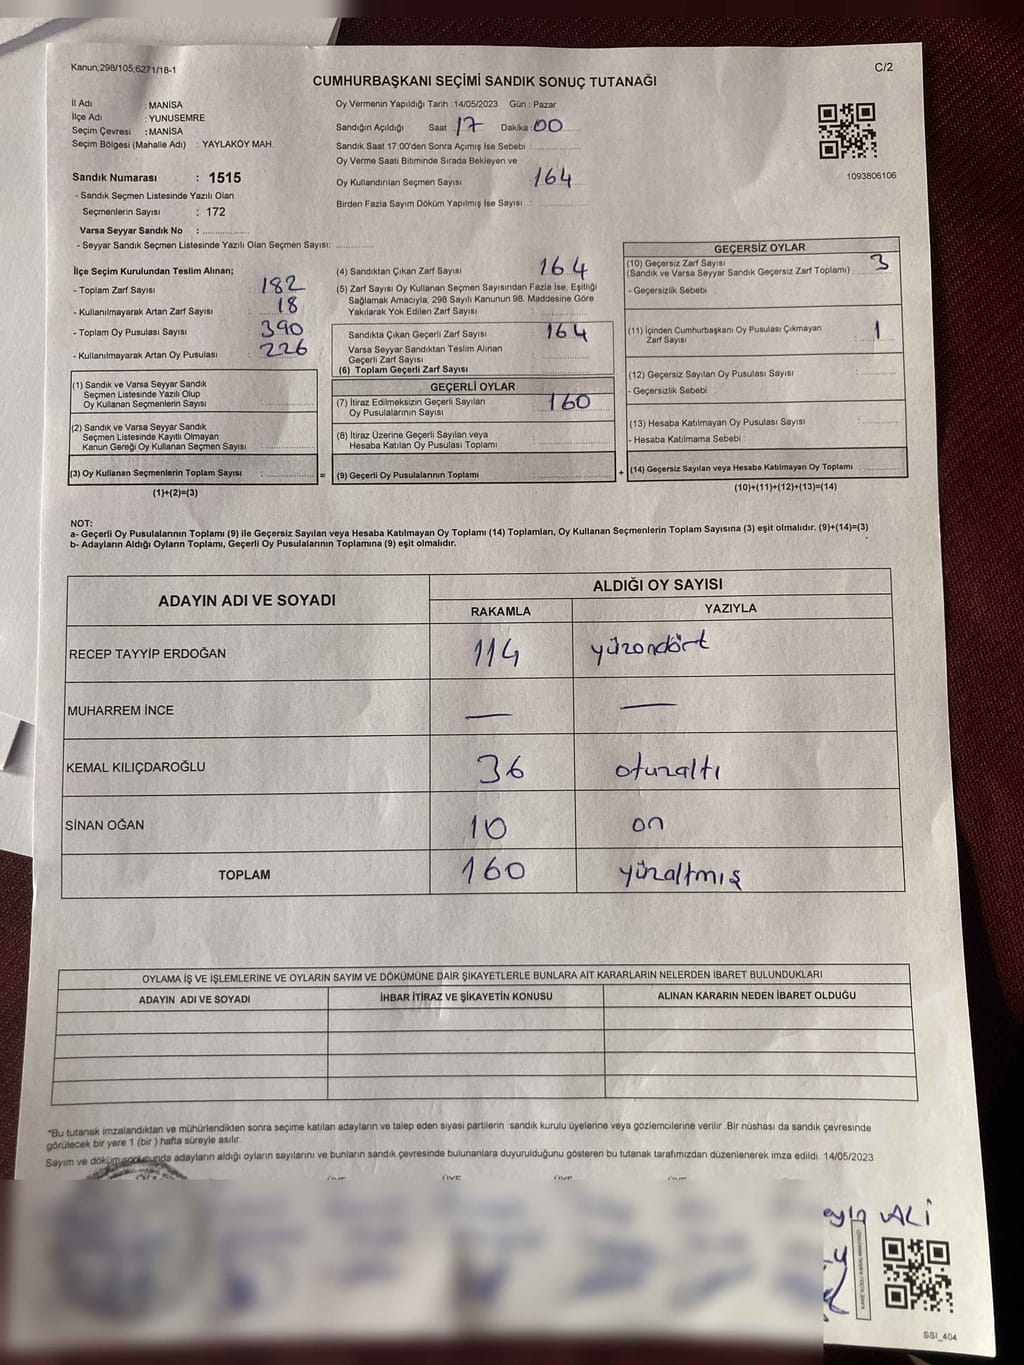 Kanun;298/105,6271/18-1
C/2
CUMHURBAŞKANI SEÇİMİ SANDIK SONUÇ TUTANAĞI
İl Adı : MANİSA
İlçe Adı : YUNUSEMRE
Seçim Çevresi : MANİSA
Seçim Bölgesi (Mahalle Adı) : YAYLAKÖY MAH.
Sandık Numarası : 1515
- Sandık Seçmen Listesinde Yazılı Olan
Seçmenlerin Sayısı : 172
Varsa Seyyar Sandık No :
- Seyyar Sandık Seçmen Listesinde Yazılı Olan Seçmen Sayısı:
Oy Vermenin Yapıldığı Tarih : 14/05/2023 Gün : Pazar
Sandığın Açıldığı Saat 17 Dakika : 00
Sandık Saat 17:00'den Sonra Açımış İse Sebebi :
Oy Verme Saati Bitiminde Sırada Bekleyen ve
Oy Kullandırılan Seçmen Sayısı 164
Birden Fazla Sayım Döküm Yapılmış İse Sayısı :
1093806106
İlçe Seçim Kurulundan Teslim Alınan;
- Toplam Zarf Sayısı : 182
- Kullanılmayarak Artan Zarf Sayısı : 18
- Toplam Oy Pusulası Sayısı : 390
- Kullanılmayarak Artan Oy Pusulası : 226
(1) Sandık ve Varsa Seyyar Sandık
Seçmen Listesinde Yazılı Olup
Oy Kullanan Seçmenlerin Sayısı
(2) Sandık ve Varsa Seyyar Sandık
Seçmen Listesinde Kayıtlı Olmayan
Kanun Gereği Oy Kullanan Seçmen Sayısı
(3) Oy Kullanan Seçmenlerin Toplam Sayısı :
=
(1)+(2)=(3)
(4) Sandıktan Çıkan Zarf Sayısı 164
(5) Zarf Sayısı Oy Kullanan Seçmen Sayısından Fazla İse, Eşitliği
Sağlamak Amacıyla, 298 Sayılı Kanunun 98. Maddesine Göre
Yakılarak Yok Edilen Zarf Sayısı
Sandıkta Çıkan Geçerli Zarf Sayısı 164
Varsa Seyyar Sandıktan Teslim Alınan
Geçerli Zarf Sayısı
(6) Toplam Geçerli Zarf Sayısı
GEÇERLİ OYLAR
(7) İtiraz Edilmeksizin Geçerli Sayılan
Oy Pusulalarının Sayısı 160
(8) İtiraz Üzerine Geçerli Sayılan veya
Hesaba Katılan Oy Pusulası Toplamı
(9) Geçerli Oy Pusulalarının Toplamı
+
GEÇERSİZ OYLAR
(10) Geçersiz Zarf Sayısı
(Sandık ve Varsa Seyyar Sandık Geçersiz Zarf Toplamı) : 3
- Geçersizlik Sebebi :
(11) İçinden Cumhurbaşkanı Oy Pusulası Çıkmayan
Zarf Sayısı : 1
(12) Geçersiz Sayılan Oy Pusulası Sayısı
- Geçersizlik Sebebi :
(13) Hesaba Katılmayan Oy Pusulası Sayısı
- Hesaba Katılmama Sebebi :
(14) Geçersiz Sayılan veya Hesaba Katılmayan Oy Toplamı :
(10)+(11)+(12)+(13)=(14)
NOT:
a- Geçerli Oy Pusulalarının Toplamı (9) ile Geçersiz Sayılan veya Hesaba Katılmayan Oy Toplamı (14) Toplamları, Oy Kullanan Seçmenlerin Toplam Sayısına (3) eşit olmalıdır. (9)+(14)=(3)
b- Adayların Aldığı Oyların Toplamı, Geçerli Oy Pusulalarının Toplamına (9) eşit olmalıdır.
ADAYIN ADI VE SOYADI
ALDIĞI OY SAYISI
RAKAMLA YAZIYLA
RECEP TAYYİP ERDOĞAN 114 yüzondört
MUHARREM İNCE — —
KEMAL KILIÇDAROĞLU 36 otuzaltı
SİNAN OĞAN 10 on
TOPLAM 160 yüzaltmış
OYLAMA İŞ VE İŞLEMLERİNE VE OYLARIN SAYIM VE DÖKÜMÜNE DAİR ŞİKAYETLERLE BUNLARA AİT KARARLARIN NELERDEN İBARET BULUNDUKLARI
ADAYIN ADI VE SOYADI İHBAR İTİRAZ VE ŞİKAYETİN KONUSU ALINAN KARARIN NEDEN İBARET OLDUĞU
*Bu tutanak imzalandıktan ve mühürlendikten sonra seçime katılan adayların ve talep eden siyasi partilerin sandık kurulu üyelerine veya gözlemcilerine verilir. Bir nüshası da sandık çevresinde
görülecek bir yere 1 (bir) hafta süreyle asılır.
Sayım ve döküm sonucunda adayların aldığı oyların sayılarını ve bunların sandık çevresinde bulunanlara duyurulduğunu gösteren bu tutanak tarafımızdan düzenlenerek imza edildi. 14/05/2023
ALİ
SSI_404